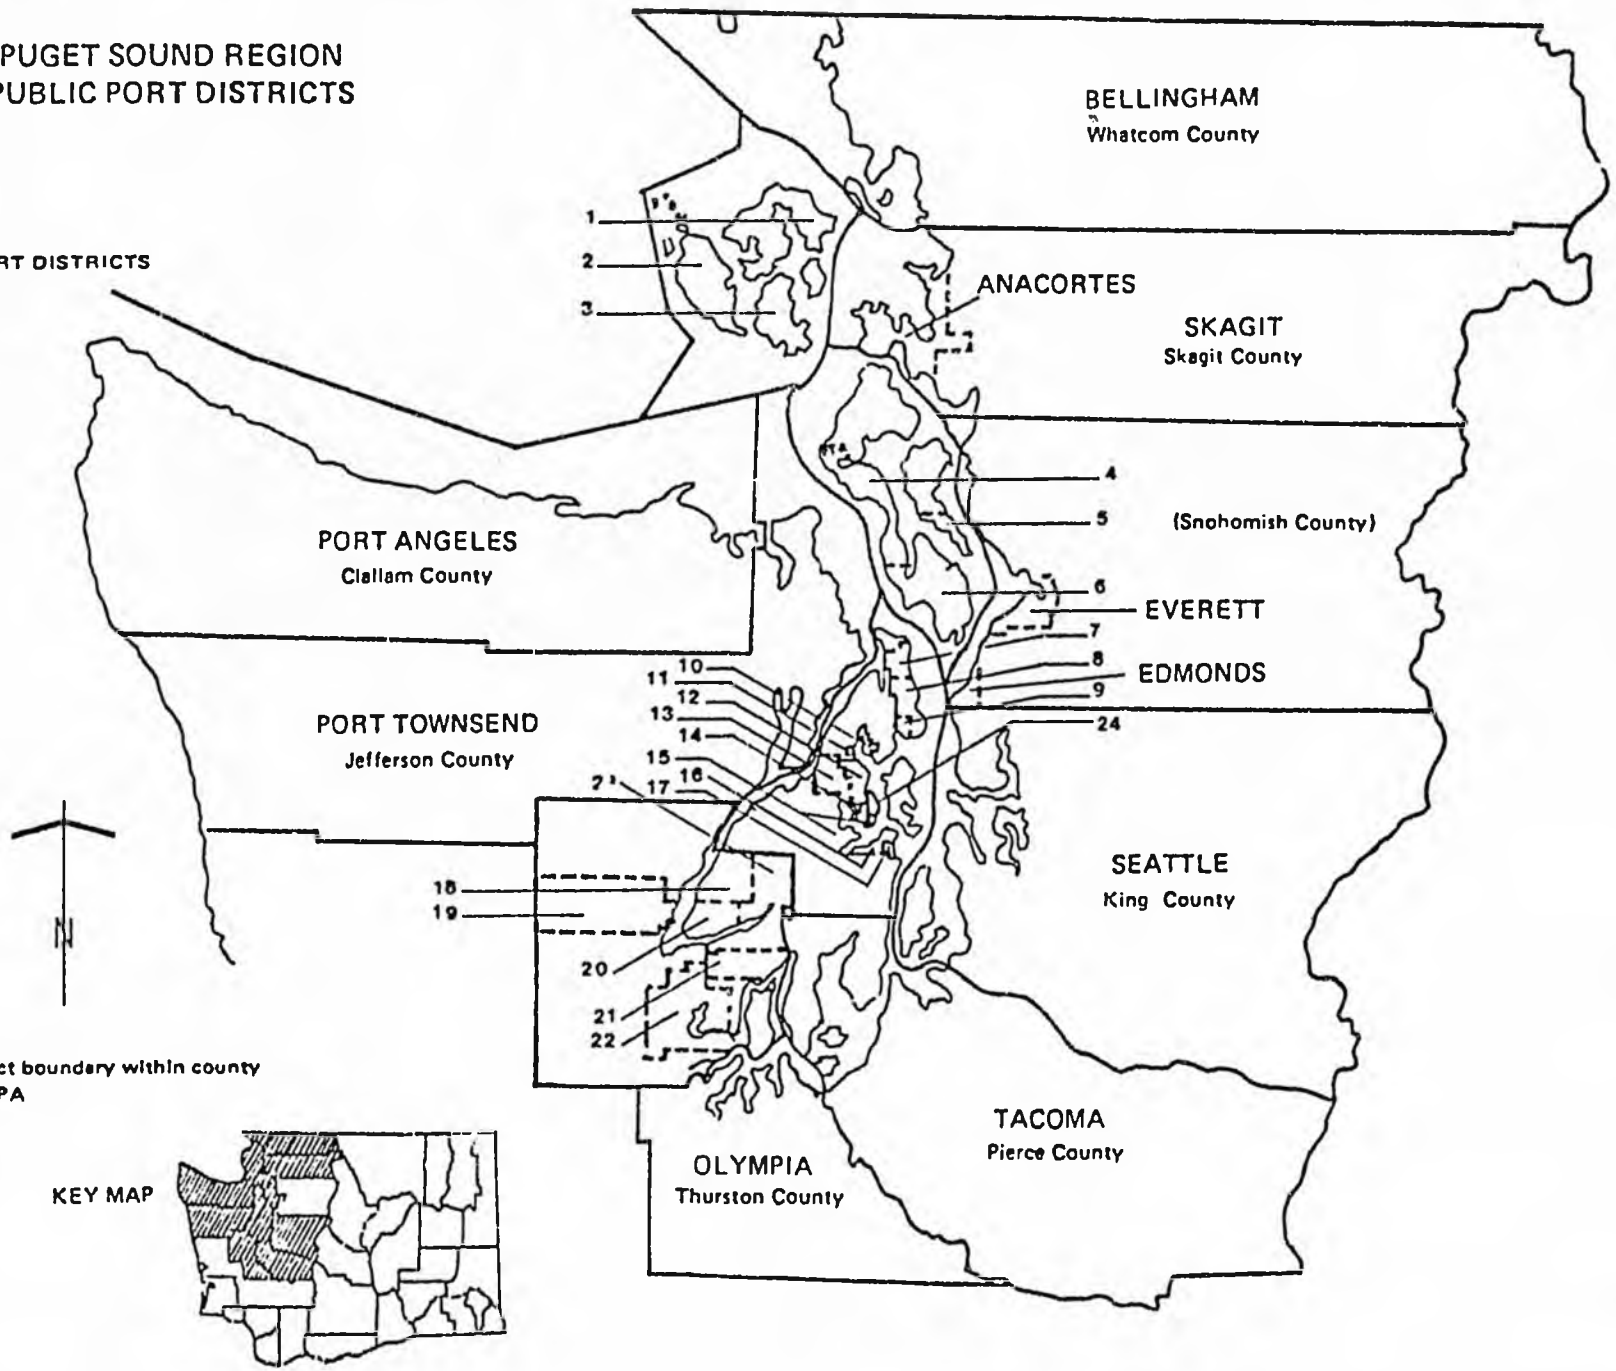 PUGET SOUND REGION
PUBLIC PORT DISTRICTS
RT DISTRICTS
BELLINGHAM
Whatcom County
1
2
3
ANACORTES
SKAGIT
Skagit County
4
5
(Snohomish County)
PORT ANGELES
Clallam County
6
EVERETT
7
8
EDMONDS
9
24
10
11
12
13
14
15
16
17
PORT TOWNSEND
Jefferson County
SEATTLE
King County
18
19
20
21
22
N
ct boundary within county
PA
KEY MAP
OLYMPIA
Thurston County
TACOMA
Pierce County